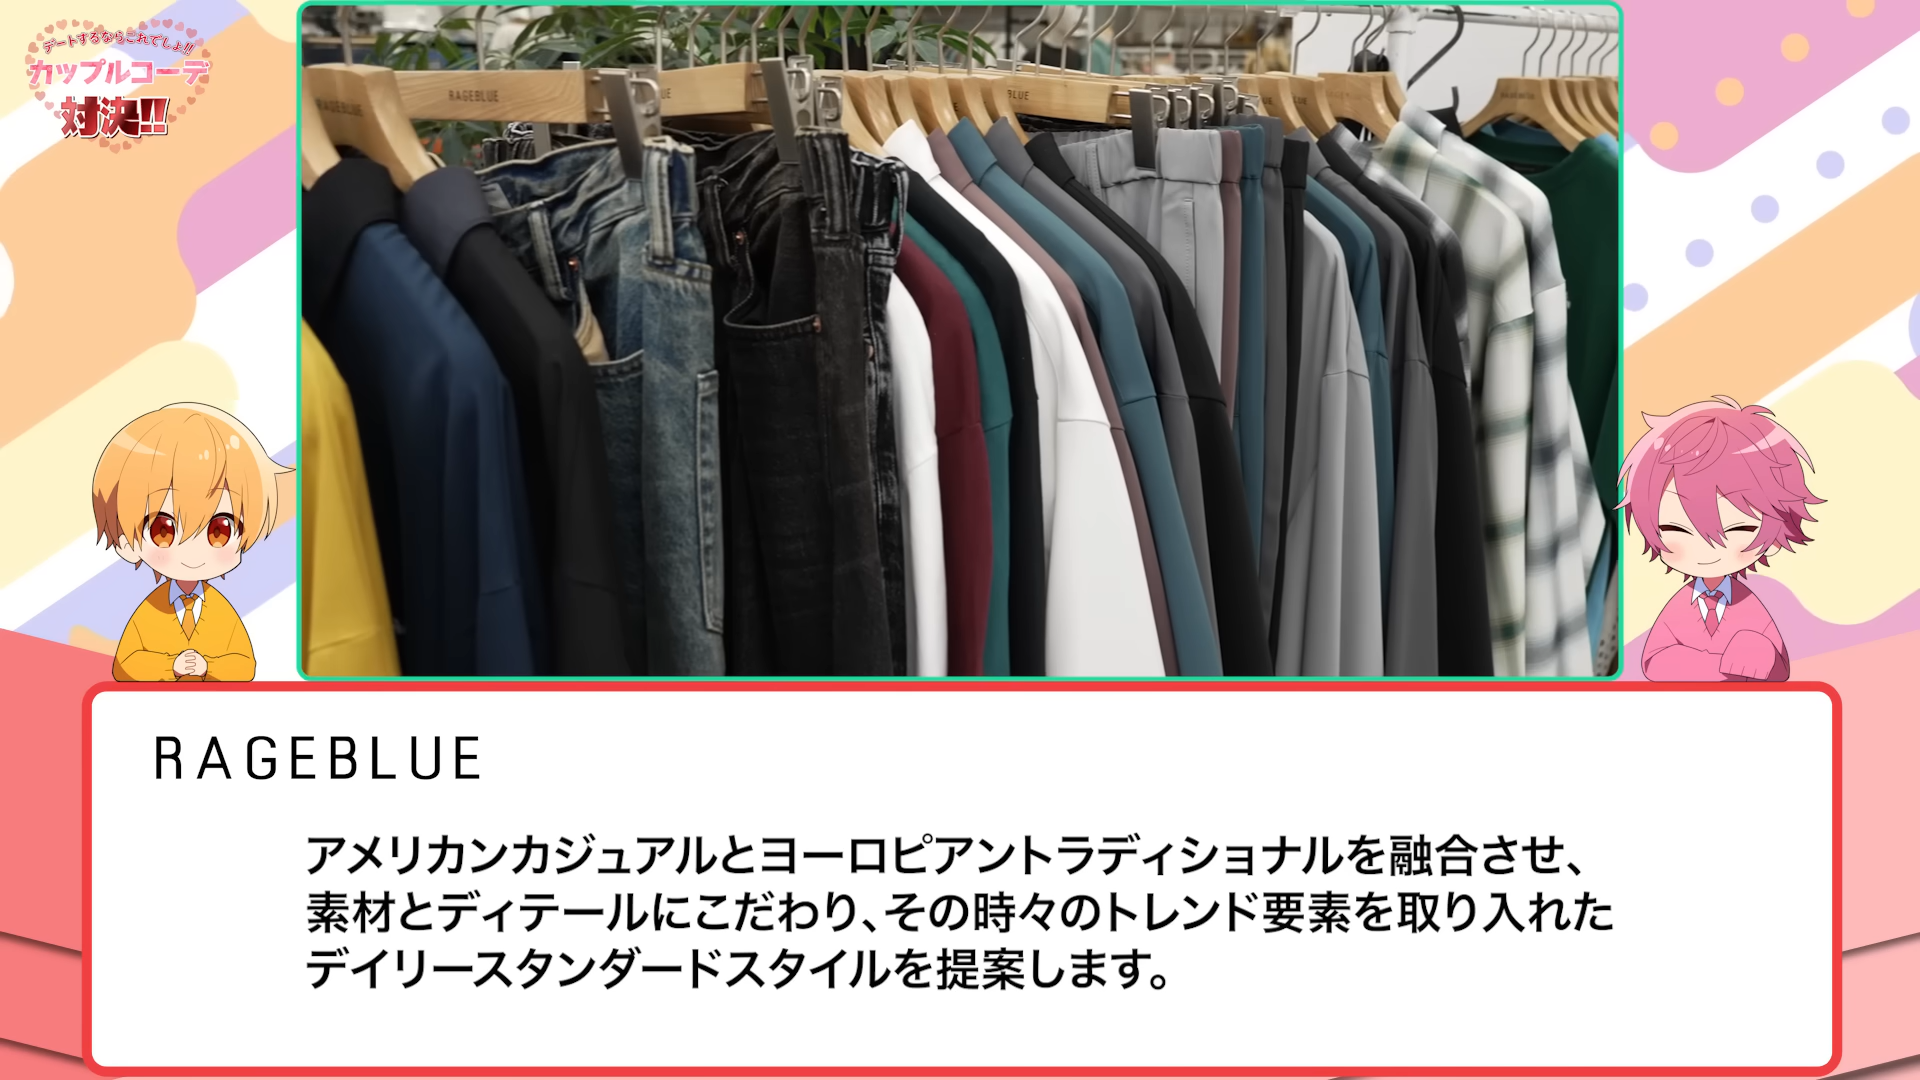 デートするならこれでしょ!!
カップルコーデ
対決!!
RAGEBLUE
RAGEBLUE
BLUE
RAGEBLUE
アメリカンカジュアルとヨーロピアントラディショナルを融合させ、
素材とディテールにこだわり、その時々のトレンド要素を取り入れた
デイリースタンダードスタイルを提案します。